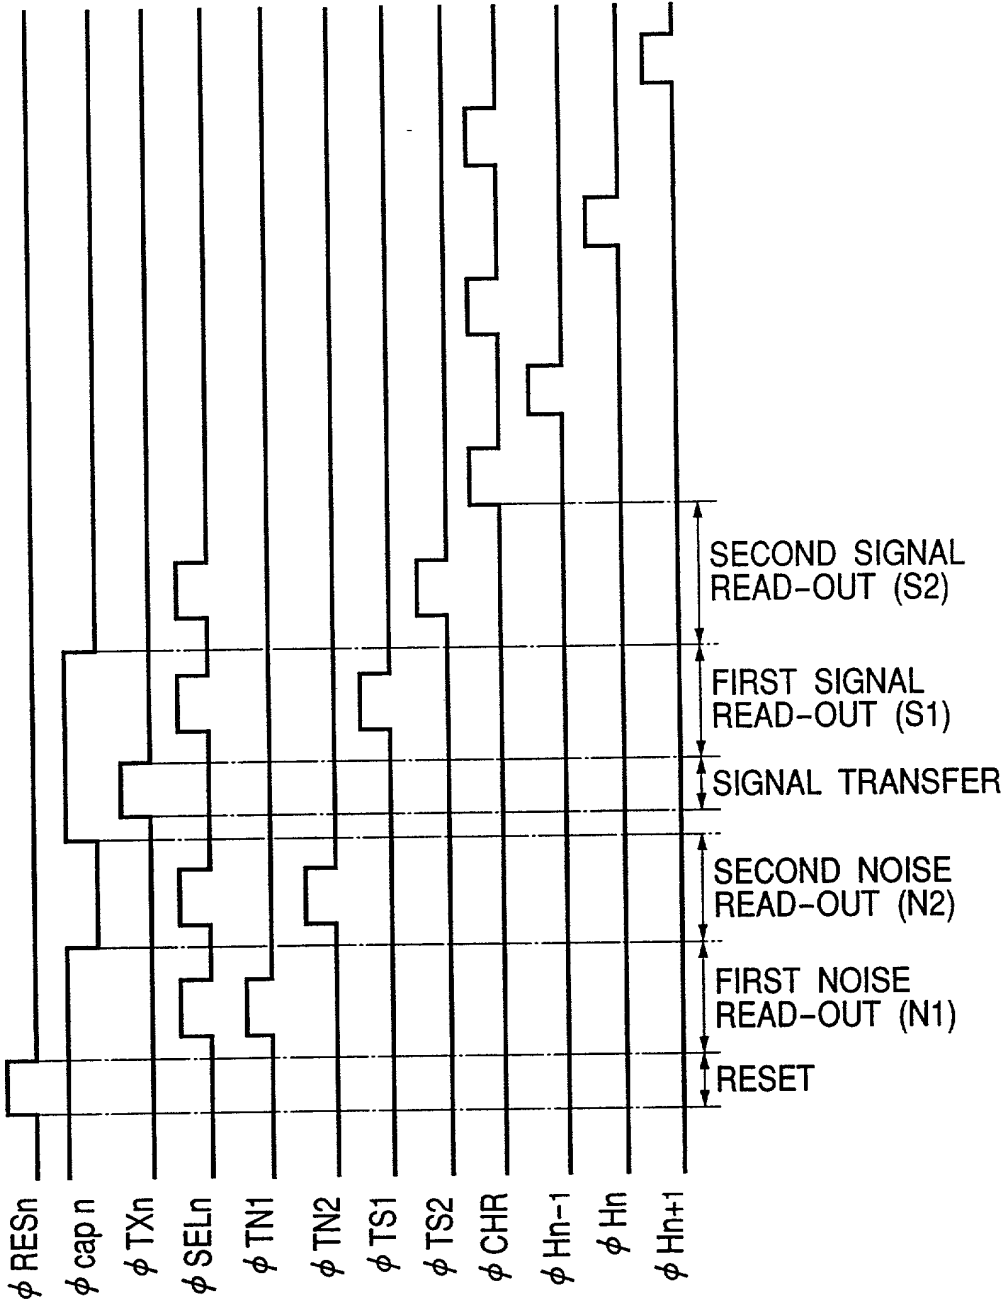 SECOND SIGNAL
READ-OUT (S2)
FIRST SIGNAL
READ-OUT (S1)
SIGNAL TRANSFER
SECOND NOISE
READ-OUT (N2)
FIRST NOISE
READ-OUT (N1)
RESET
ϕ RESn
ϕ cap n
ϕ TXn
ϕ SELn
ϕ TN1
ϕ TN2
ϕ TS1
ϕ TS2
ϕ CHR
ϕ Hn-1
ϕ Hn
ϕ Hn+1